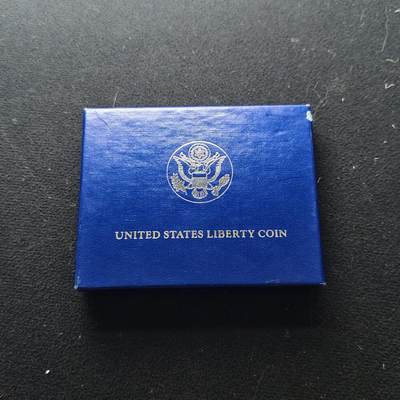 UNITED STATES LIBERTY COIN